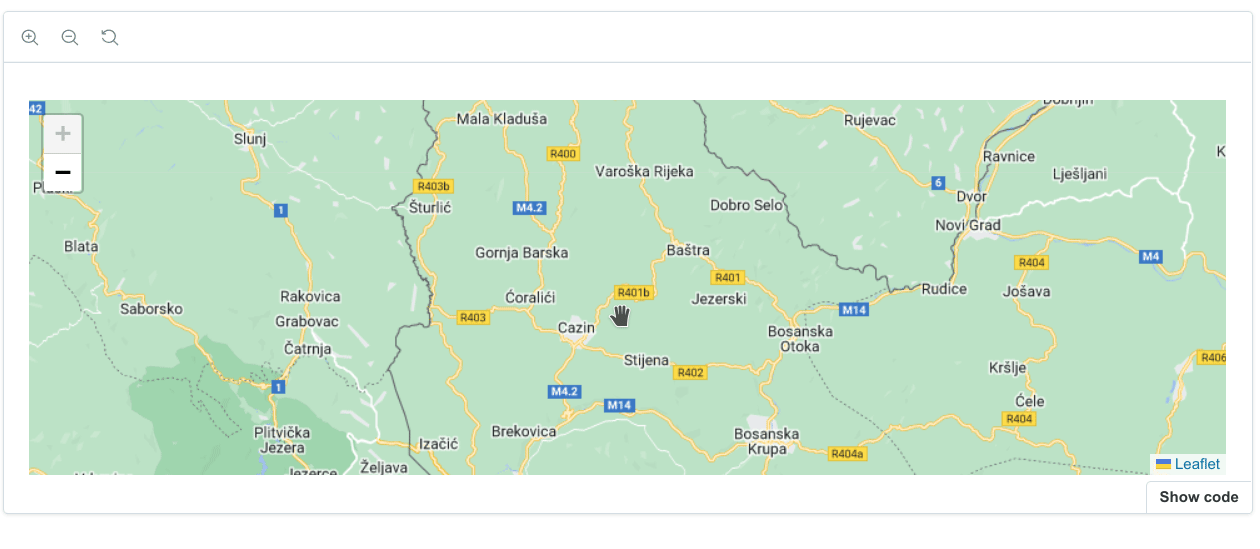 42
Dobrnjin
Mala Kladuša
Rujevac
+
Slunj
R400
Ravnice
Varoška Rijeka
Lješljani
R403b
6
−
Dvor
Šturlić
M4.2
Dobro Selo
1
Novi Grad
Blata
Gornja Barska
Baštra
M4
R404
R401
Rakovica
Ćoralići
R401b
Jezerski
Rudice
Jošava
Saborsko
M14
Grabovac
R403
Cazin
Bosanska
Otoka
Čatrnja
Stijena
R406
R402
Kršlje
1
M4.2
M14
Ćele
R404
Plitvička
Jezera
Brekovica
Bosanska
Krupa
Izačić
R404a
Željava
Jezerce
Leaflet
Show code